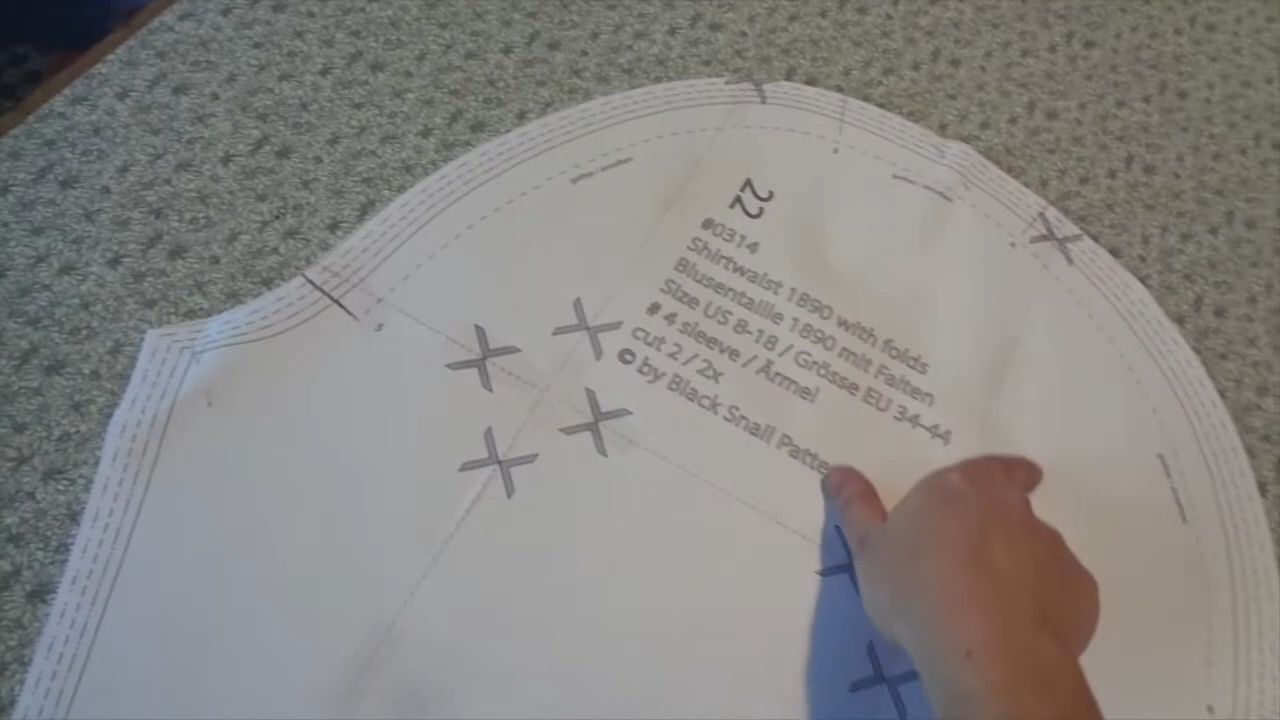 22
#0314
Shirtwaist 1890 with folds
Blusentaille 1890 mit Falten
Size US 8-18 / Grösse EU 34-44
# 4 sleeve / Ärmel
cut 2 / 2x
© by Black Snail Patte